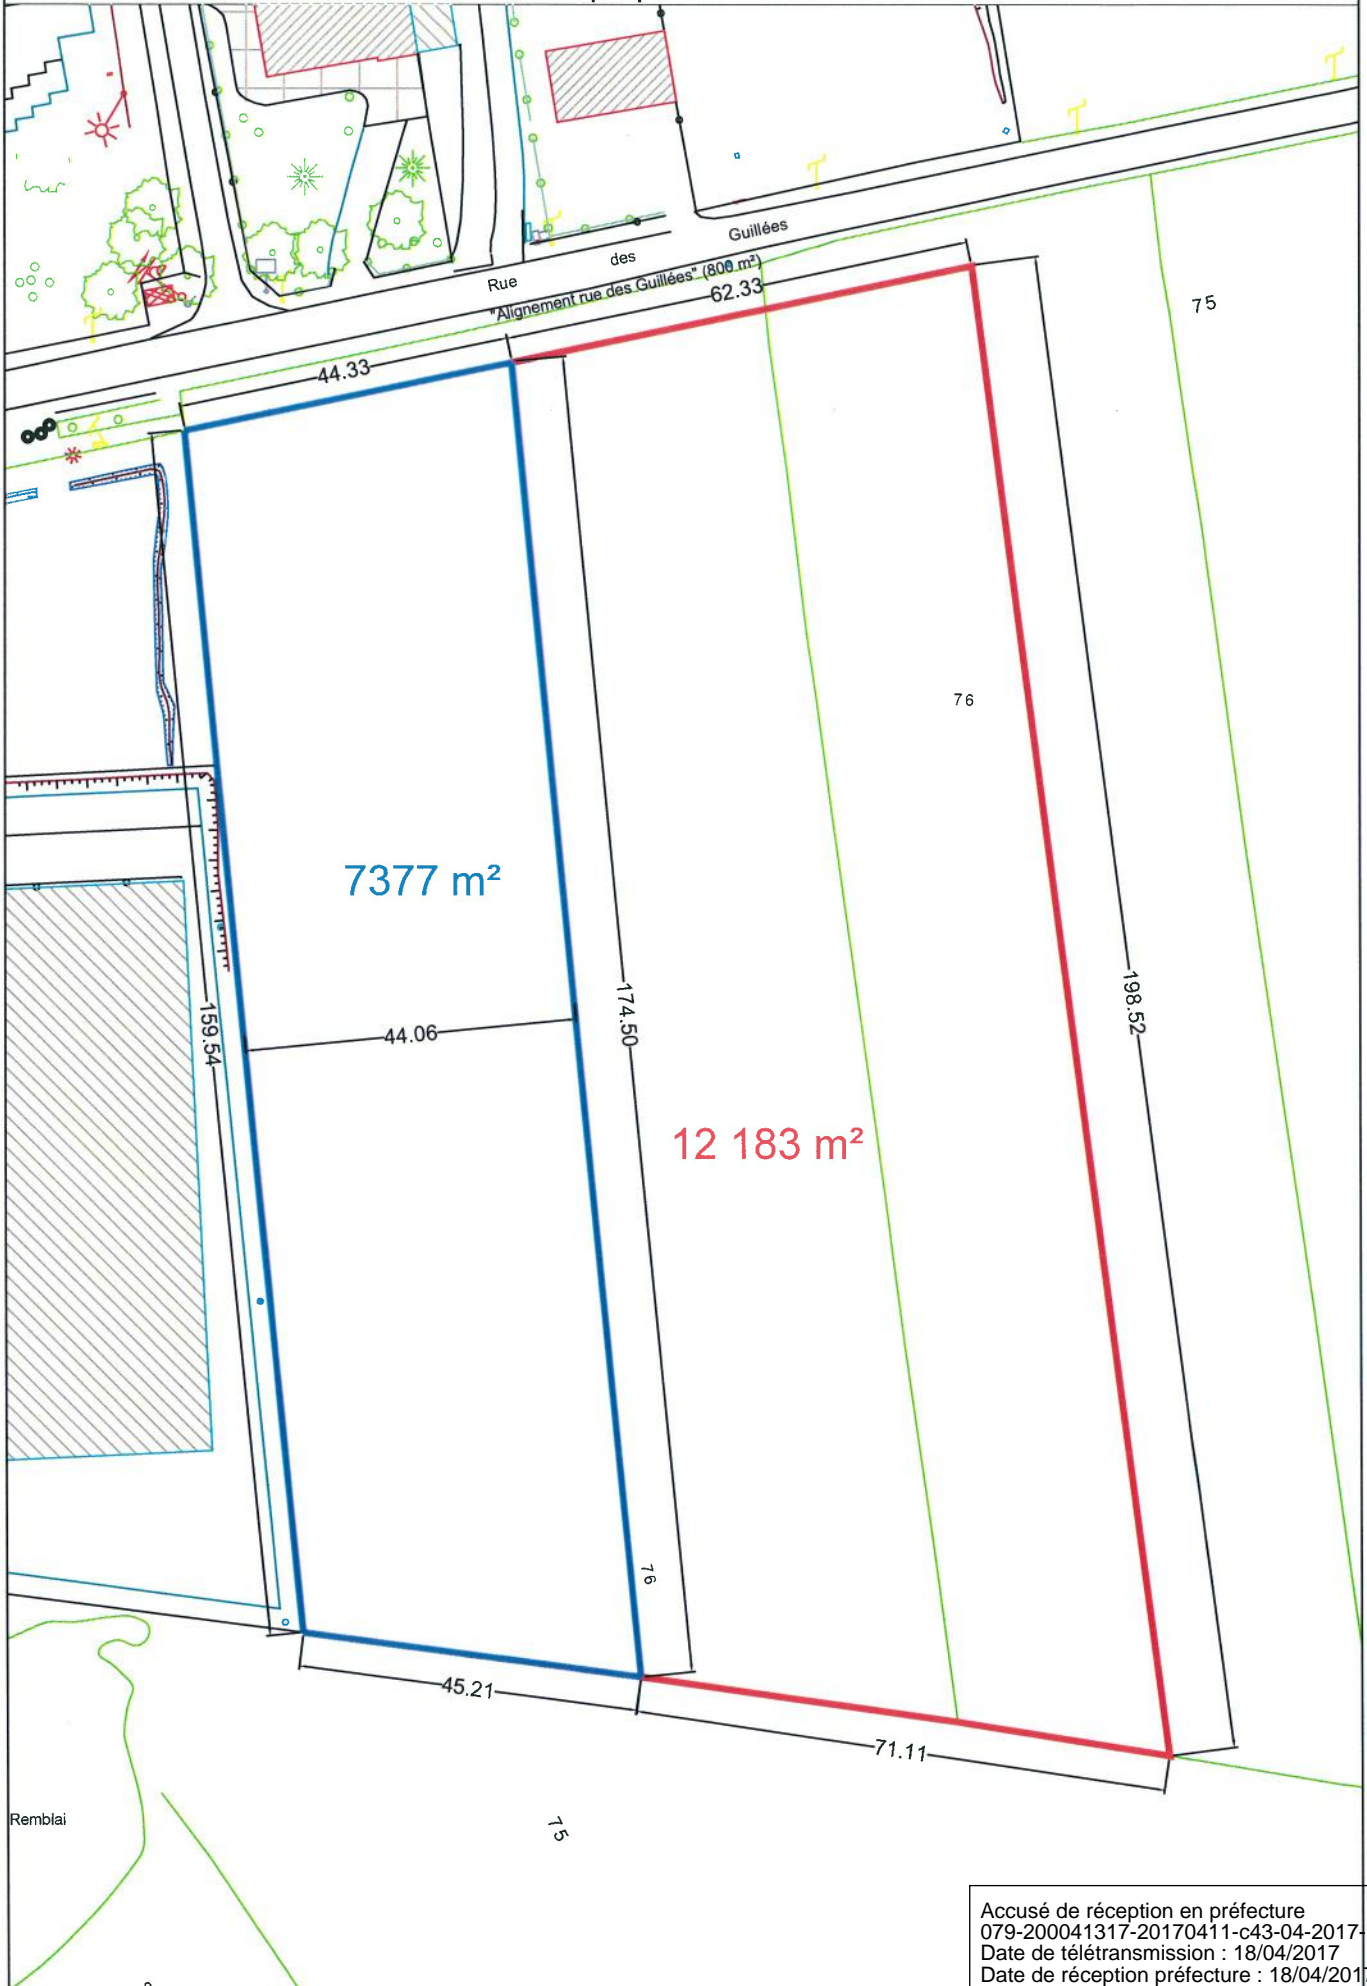 Guillées
des
Rue
"Alignement rue des Guillées" (800 m²)
62.33
75
44.33
76
7377 m²
159.54
44.06
174.50
198.52
12 183 m²
76
45.21
71.11
Remblai
75
Accusé de réception en préfecture
079-200041317-20170411-c43-04-2017-
Date de télétransmission : 18/04/2017
Date de réception préfecture : 18/04/201